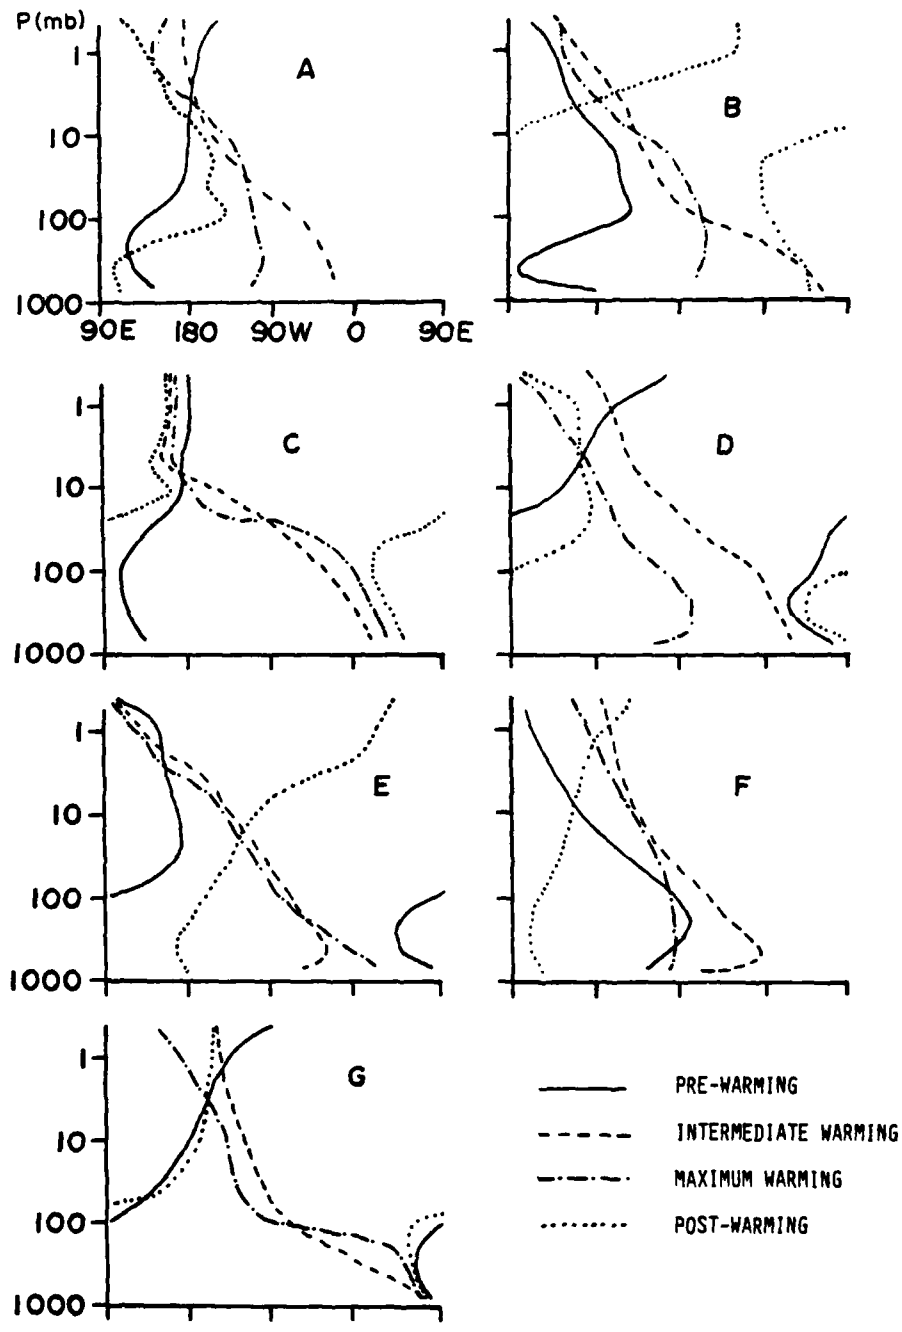 P(mb)
1
10
100
1000
A
90E 180 90W 0 90E
B
1
10
100
1000
C
D
1
10
100
1000
E
F
1
10
100
1000
G
PRE-WARMING
INTERMEDIATE WARMING
MAXIMUM WARMING
POST-WARMING